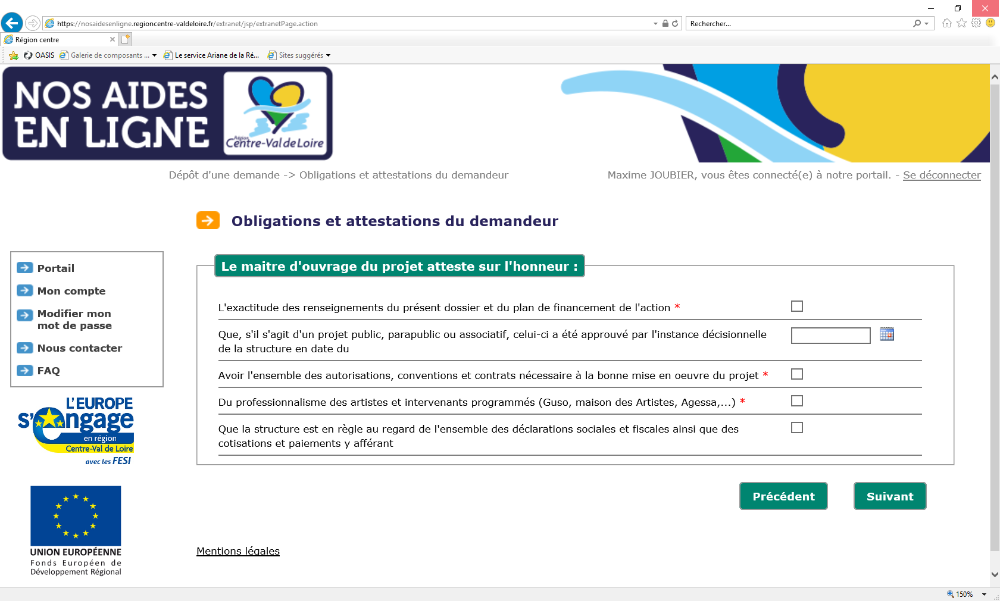 https://nosaidesenligne.regioncentre-valdeloire.fr/extranet/jsp/extranetPage.action
Rechercher...
Région centre
OASIS
Galerie de composants ...
Le service Ariane de la Ré...
Sites suggérés
NOS AIDES
EN LIGNE
Région
Centre-Val de Loire
Dépôt d'une demande -> Obligations et attestations du demandeur
Maxime JOUBIER, vous êtes connecté(e) à notre portail. - Se déconnecter
Obligations et attestations du demandeur
Portail
Mon compte
Modifier mon
mot de passe
Nous contacter
FAQ
L'EUROPE
s'engage
en région
Centre-Val de Loire
avec les FESI
UNION EUROPÉENNE
Fonds Européen de
Développement Régional
Le maitre d'ouvrage du projet atteste sur l'honneur :
L'exactitude des renseignements du présent dossier et du plan de financement de l'action *
Que, s'il s'agit d'un projet public, parapublic ou associatif, celui-ci a été approuvé par l'instance décisionnelle
de la structure en date du
Avoir l'ensemble des autorisations, conventions et contrats nécessaire à la bonne mise en oeuvre du projet *
Du professionnalisme des artistes et intervenants programmés (Guso, maison des Artistes, Agessa,...) *
Que la structure est en règle au regard de l'ensemble des déclarations sociales et fiscales ainsi que des
cotisations et paiements y afférant
Précédent
Suivant
Mentions légales
150%